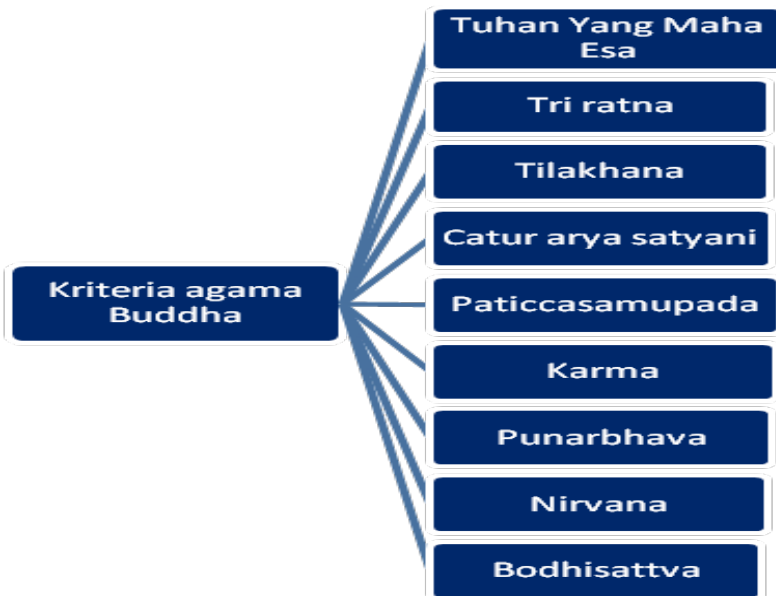 Kriteria agama
Buddha
Tuhan Yang Maha
Esa
Tri ratna
Tilakhana
Catur arya satyani
Paticcasamupada
Karma
Punarbhava
Nirvana
Bodhisattva